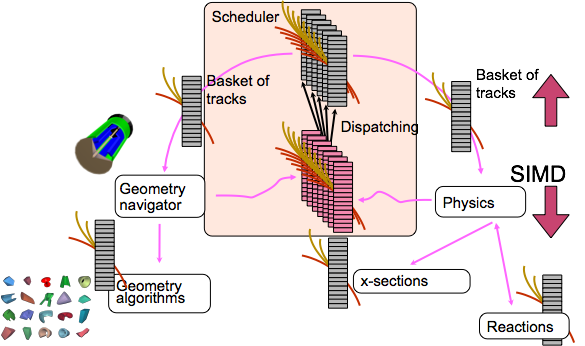 Scheduler
Basket of
tracks
Basket of
tracks
Dispatching
SIMD
Geometry
navigator
Physics
Geometry
algorithms
x-sections
Reactions